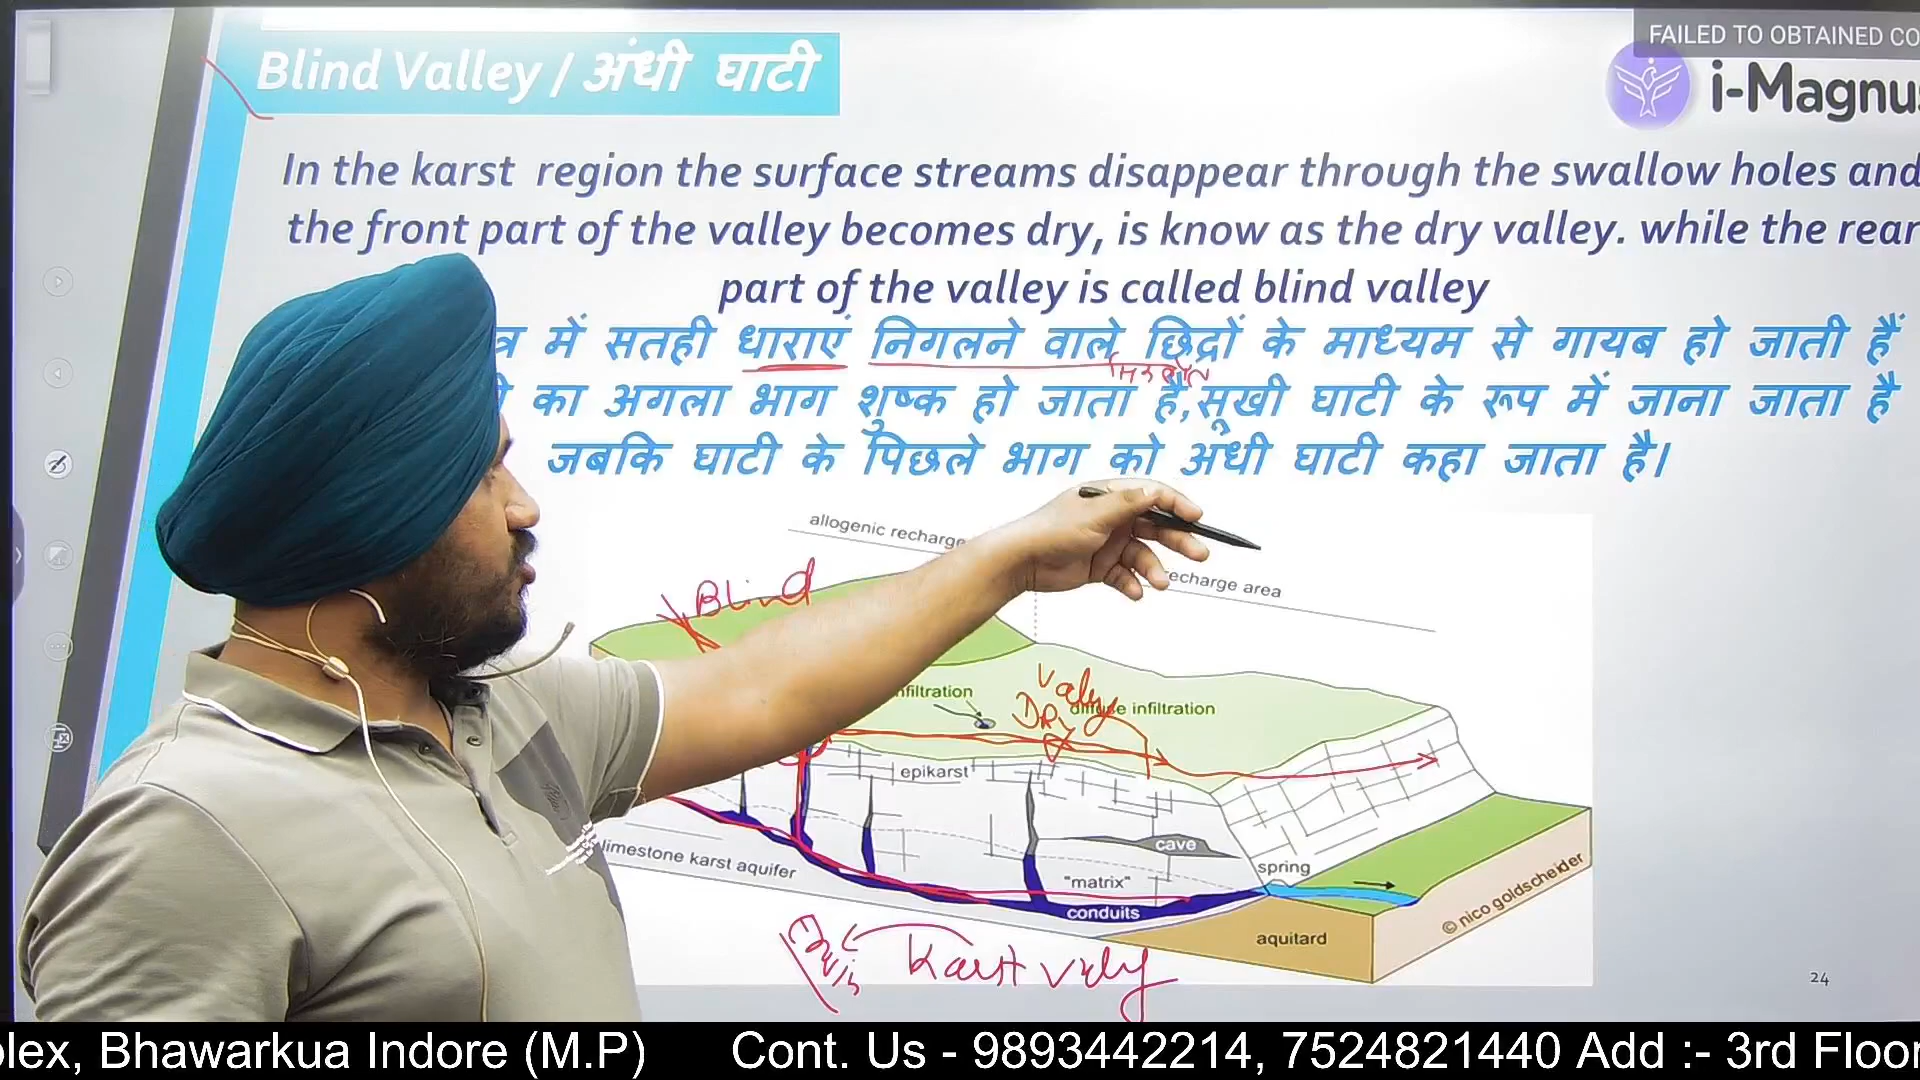 FAILED TO OBTAINED CO
Blind Valley / अंधी घाटी
i-Magnus
In the karst region the surface streams disappear through the swallow holes and
the front part of the valley becomes dry, is know as the dry valley. while the rear
part of the valley is called blind valley
में सतही धाराएं निगलने वाले छिद्रों के माध्यम से गायब हो जाती हैं
का अगला भाग शुष्क हो जाता है,सूखी घाटी के रूप में जाना जाता है
जबकि घाटी के पिछले भाग को अंधी घाटी कहा जाता है।
allogenic recharge
recharge area
Blind
Valy
Dry
infiltration
diffuse infiltration
epikarst
cave
limestone karst aquifer
"matrix"
spring
conduits
aquitard
© nico goldscheider
Karst Valy
24
plex, Bhawarkua Indore (M.P) Cont. Us - 9893442214, 7524821440 Add :- 3rd Floor